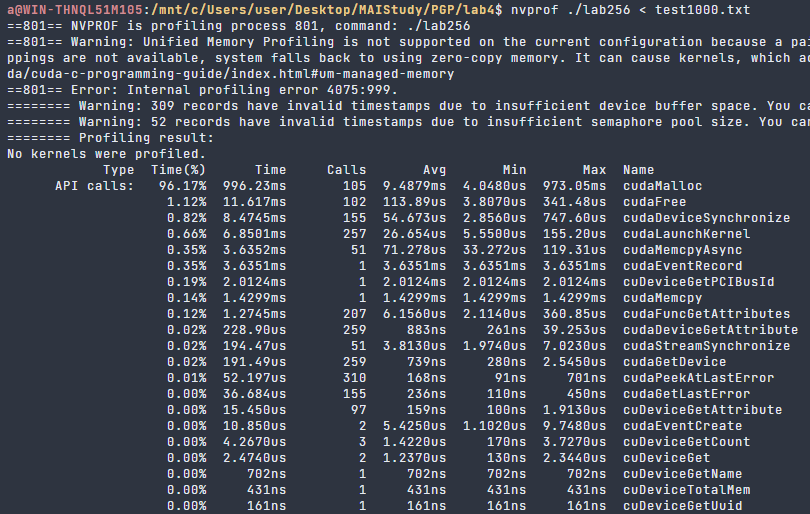 a@WIN-THNQL51M105:/mnt/c/Users/user/Desktop/MAIStudy/PGP/lab4$ nvprof ./lab256 < test1000.txt
==801== NVPROF is profiling process 801, command: ./lab256
==801== Warning: Unified Memory Profiling is not supported on the current configuration because a pai
ppings are not available, system falls back to using zero-copy memory. It can cause kernels, which ac
da/cuda-c-programming-guide/index.html#um-managed-memory
==801== Error: Internal profiling error 4075:999.
======== Warning: 309 records have invalid timestamps due to insufficient device buffer space. You ca
======== Warning: 52 records have invalid timestamps due to insufficient semaphore pool size. You can
======== Profiling result:
No kernels were profiled.
Type Time(%) Time Calls Avg Min Max Name
API calls: 96.17% 996.23ms 105 9.4879ms 4.0480us 973.05ms cudaMalloc
1.12% 11.617ms 102 113.89us 3.8070us 341.48us cudaFree
0.82% 8.4745ms 155 54.673us 2.8560us 747.60us cudaDeviceSynchronize
0.66% 6.8501ms 257 26.654us 5.5500us 155.20us cudaLaunchKernel
0.35% 3.6352ms 51 71.278us 33.272us 119.31us cudaMemcpyAsync
0.35% 3.6351ms 1 3.6351ms 3.6351ms 3.6351ms cudaEventRecord
0.19% 2.0124ms 1 2.0124ms 2.0124ms 2.0124ms cuDeviceGetPCIBusId
0.14% 1.4299ms 1 1.4299ms 1.4299ms 1.4299ms cudaMemcpy
0.12% 1.2745ms 207 6.1560us 2.1140us 360.85us cudaFuncGetAttributes
0.02% 228.90us 259 883ns 261ns 39.253us cudaDeviceGetAttribute
0.02% 194.47us 51 3.8130us 1.9740us 7.0230us cudaStreamSynchronize
0.02% 191.49us 259 739ns 280ns 2.5450us cudaGetDevice
0.01% 52.197us 310 168ns 91ns 701ns cudaPeekAtLastError
0.00% 36.684us 155 236ns 110ns 450ns cudaGetLastError
0.00% 15.450us 97 159ns 100ns 1.9130us cuDeviceGetAttribute
0.00% 10.850us 2 5.4250us 1.1020us 9.7480us cudaEventCreate
0.00% 4.2670us 3 1.4220us 170ns 3.7270us cuDeviceGetCount
0.00% 2.4740us 2 1.2370us 130ns 2.3440us cuDeviceGet
0.00% 702ns 1 702ns 702ns 702ns cuDeviceGetName
0.00% 431ns 1 431ns 431ns 431ns cuDeviceTotalMem
0.00% 161ns 1 161ns 161ns 161ns cuDeviceGetUuid